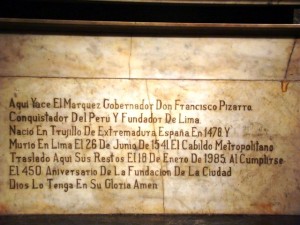 Aqui Yace El Marquez Gobernador Don Francisco Pizarro
Conquistador Del Perú Y Fundador De Lima.
Nacio En Trujillo De Extremadura España En 1478 Y
Murio En Lima El 26 De Junio De 1541. El Cabildo Metropolitano
Traslado Aqui Sus Restos El 18 De Enero De 1985 Al Cumplirse
El 450 Aniversario De La Fundacion De La Ciudad
Dios Lo Tenga En Su Gloria Amen